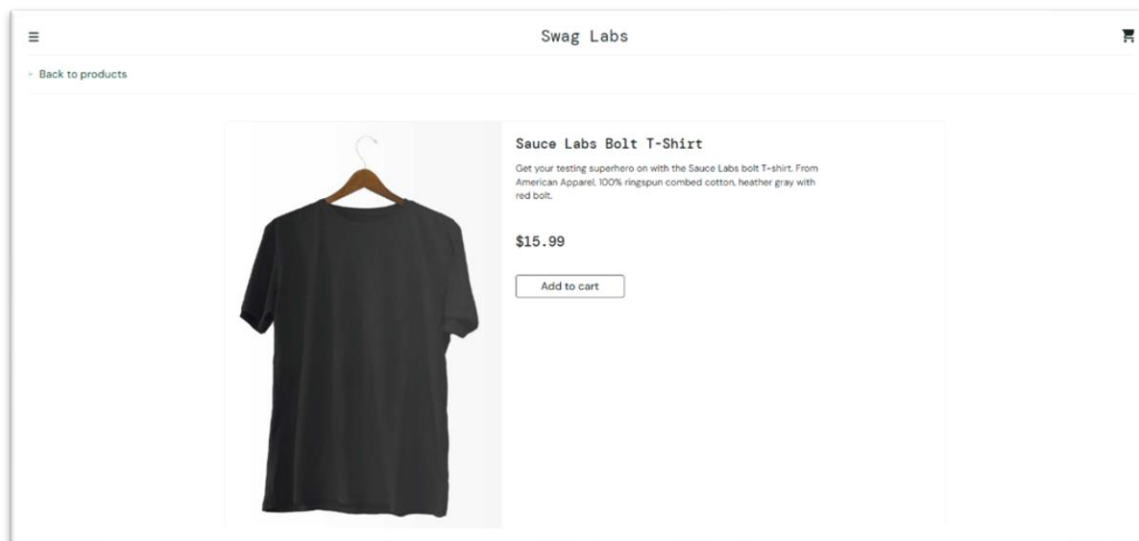 Swag Labs
Back to products
Sauce Labs Bolt T-Shirt
Get your testing superhero on with the Sauce Labs bolt T-shirt. From
American Apparel, 100% ringspun combed cotton, heather gray with
red bolt.
$15.99
Add to cart